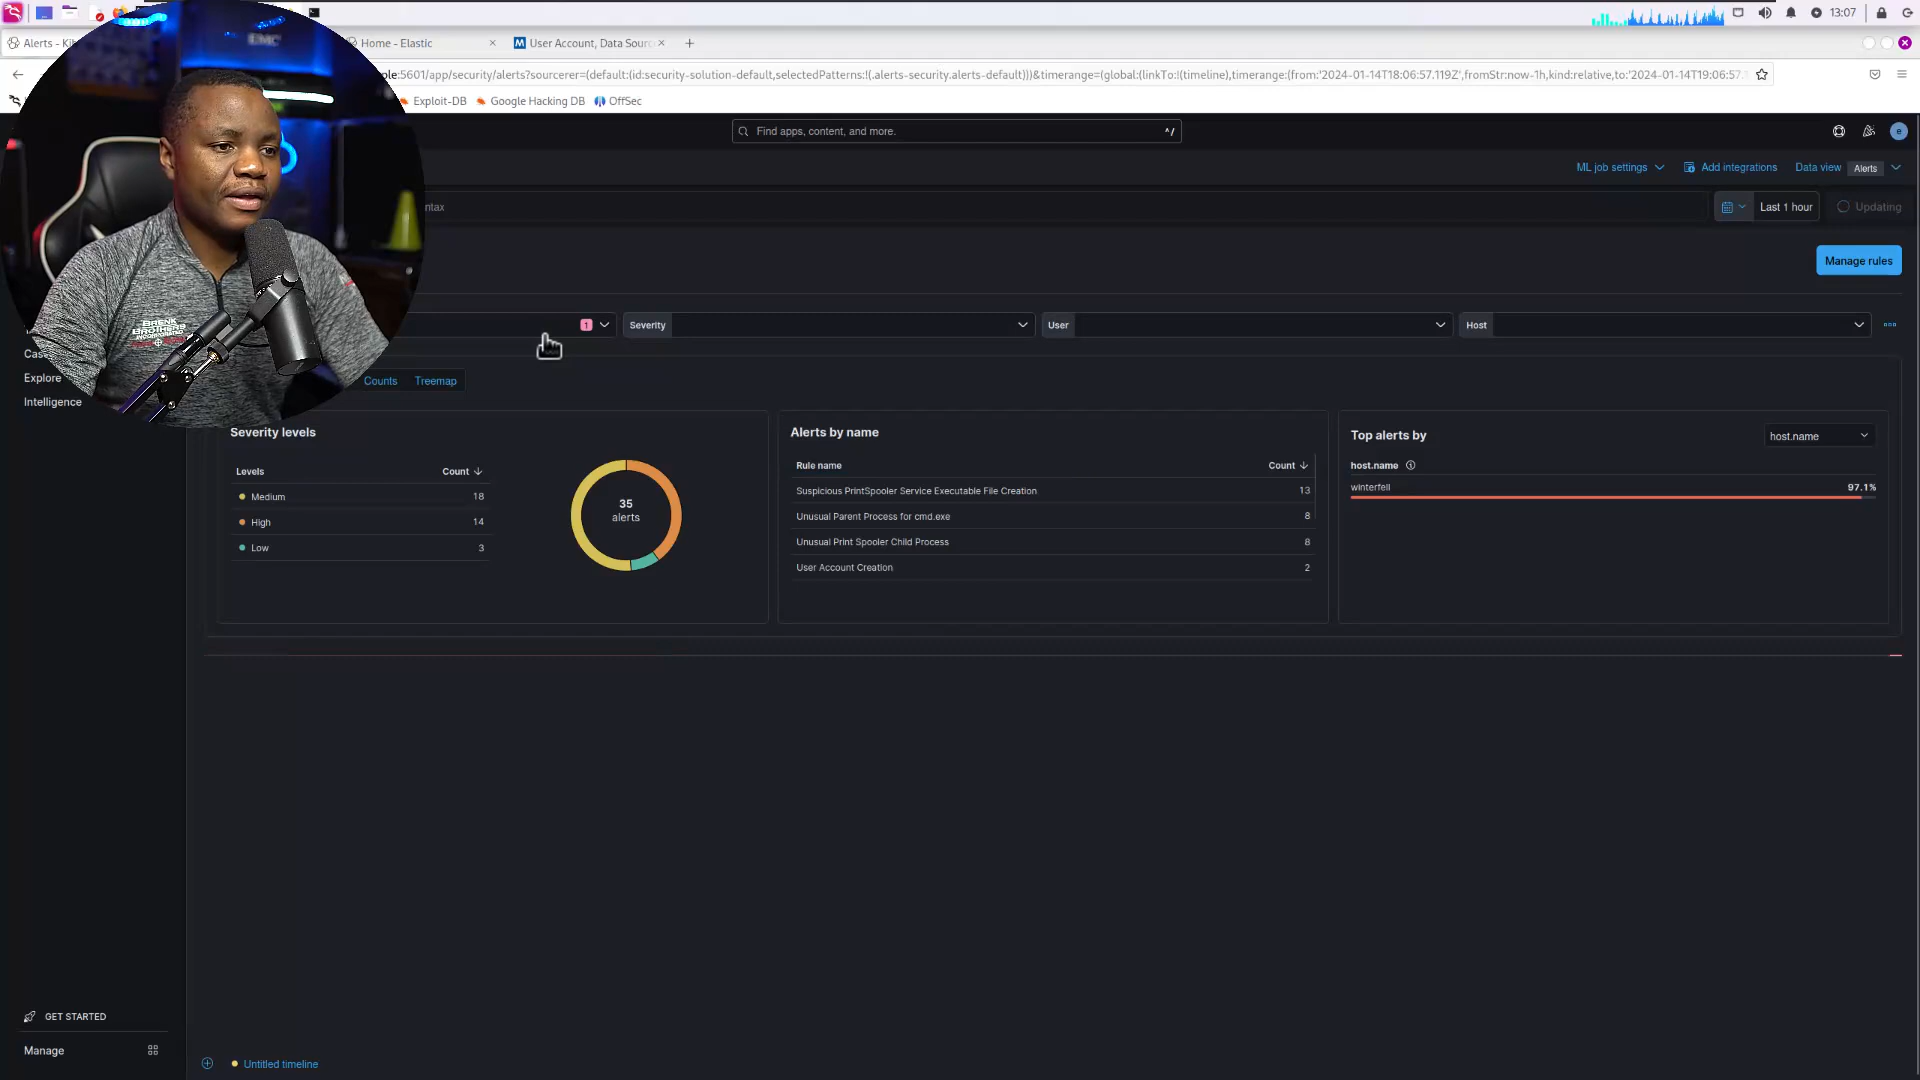 13:07
Alerts - Ki
Home - Elastic
User Account, Data Sourc
:5601/app/security/alerts?sourcerer=(default:(id:security-solution-default,selectedPatterns:!(.alerts-security.alerts-default)))&timerange=(global:(linkTo:!(timeline),timerange:(from:'2024-01-14T18:06:57.119Z',fromStr:now-1h,kind:relative,to:'2024-01-14T19:06:57.
Exploit-DB Google Hacking DB OffSec
Find apps, content, and more. ^/ e
ML job settings Add integrations Data view Alerts
ntax Last 1 hour Updating
Manage rules
1 Severity User Host
Explore
Intelligence
Counts Treemap
Severity levels
Levels Count
Medium 18
High 14
Low 3
35
alerts
Alerts by name
Rule name Count
Suspicious PrintSpooler Service Executable File Creation 13
Unusual Parent Process for cmd.exe 8
Unusual Print Spooler Child Process 8
User Account Creation 2
Top alerts by host.name
host.name
winterfell 97.1%
BRENK
BROTHERS
GET STARTED
Manage
Untitled timeline